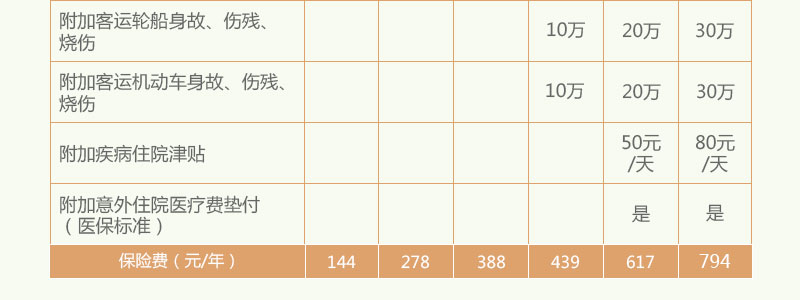 附加客运轮船身故、伤残、
烧伤
10万 20万 30万
附加客运机动车身故、伤残、
烧伤
10万 20万 30万
附加疾病住院津贴
50元
/天
80元
/天
附加意外住院医疗费垫付
（医保标准）
是 是
保险费（元/年） 144 278 388 439 617 794